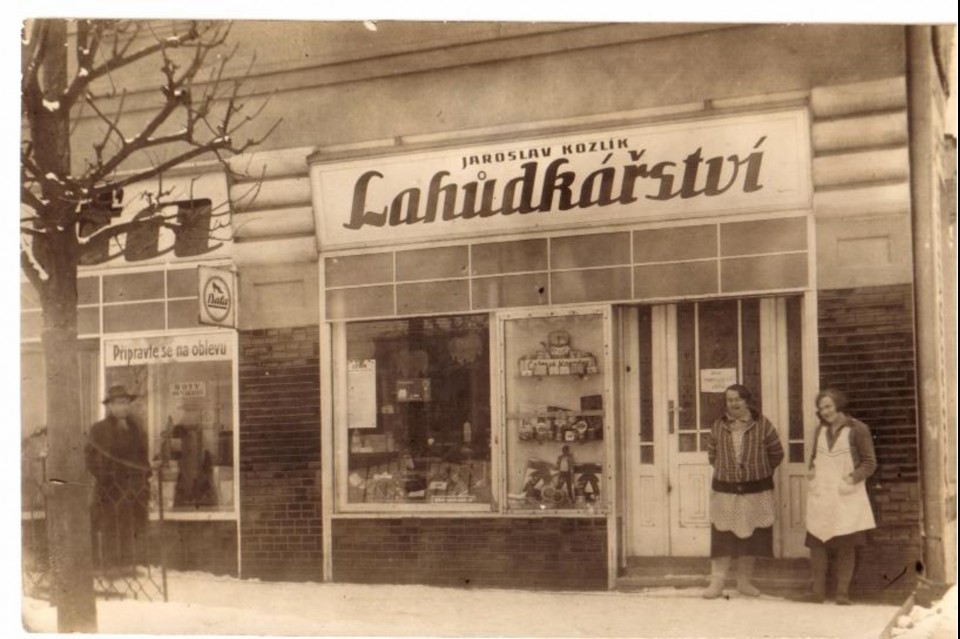 JAROSLAV KOZLÍK
Lahůdkářství
Baťa
Připravte se na oblevu